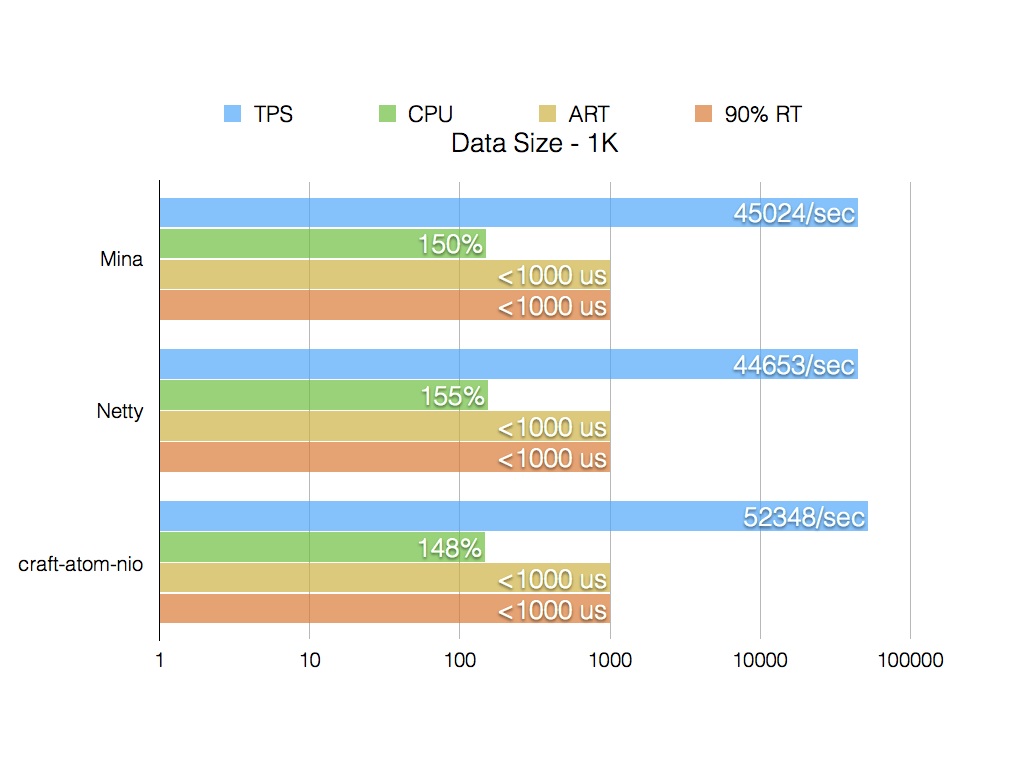 TPS CPU ART 90% RT
Data Size - 1K
45024/sec
150%
Mina
<1000 us
<1000 us
44653/sec
155%
Netty
<1000 us
<1000 us
52348/sec
148%
craft-atom-nio
<1000 us
<1000 us
1 10 100 1000 10000 100000